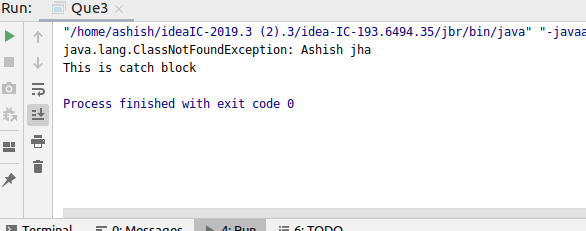 Run: Que3
"/home/ashish/ideaIC-2019.3 (2).3/idea-IC-193.6494.35/jbr/bin/java" "-javaa
java.lang.ClassNotFoundException: Ashish jha
This is catch block
Process finished with exit code 0
Terminal 0: Messages 4: Run 6: TODO